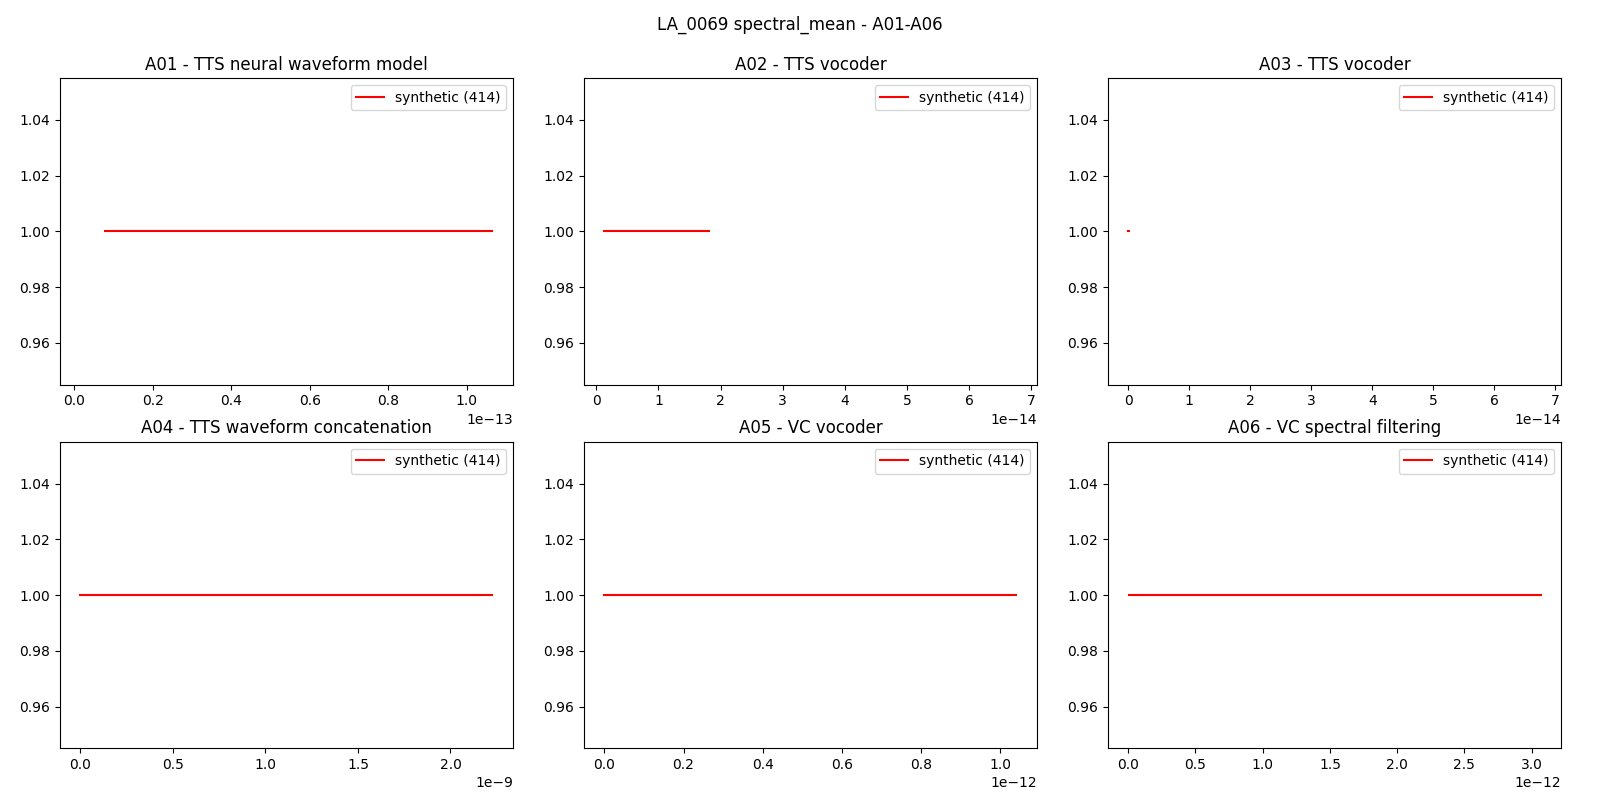 LA_0069 spectral_mean - A01-A06
A01 - TTS neural waveform model
A02 - TTS vocoder
A03 - TTS vocoder
synthetic (414)
synthetic (414)
synthetic (414)
1.04
1.02
1.00
0.98
0.96
1.04
1.02
1.00
0.98
0.96
1.04
1.02
1.00
0.98
0.96
0.0 0.2 0.4 0.6 0.8 1.0
1e−13
0 1 2 3 4 5 6 7
1e−14
0 1 2 3 4 5 6 7
1e−14
A04 - TTS waveform concatenation
A05 - VC vocoder
A06 - VC spectral filtering
synthetic (414)
synthetic (414)
synthetic (414)
1.04
1.02
1.00
0.98
0.96
1.04
1.02
1.00
0.98
0.96
1.04
1.02
1.00
0.98
0.96
0.0 0.5 1.0 1.5 2.0
1e−9
0.0 0.2 0.4 0.6 0.8 1.0
1e−12
0.0 0.5 1.0 1.5 2.0 2.5 3.0
1e−12